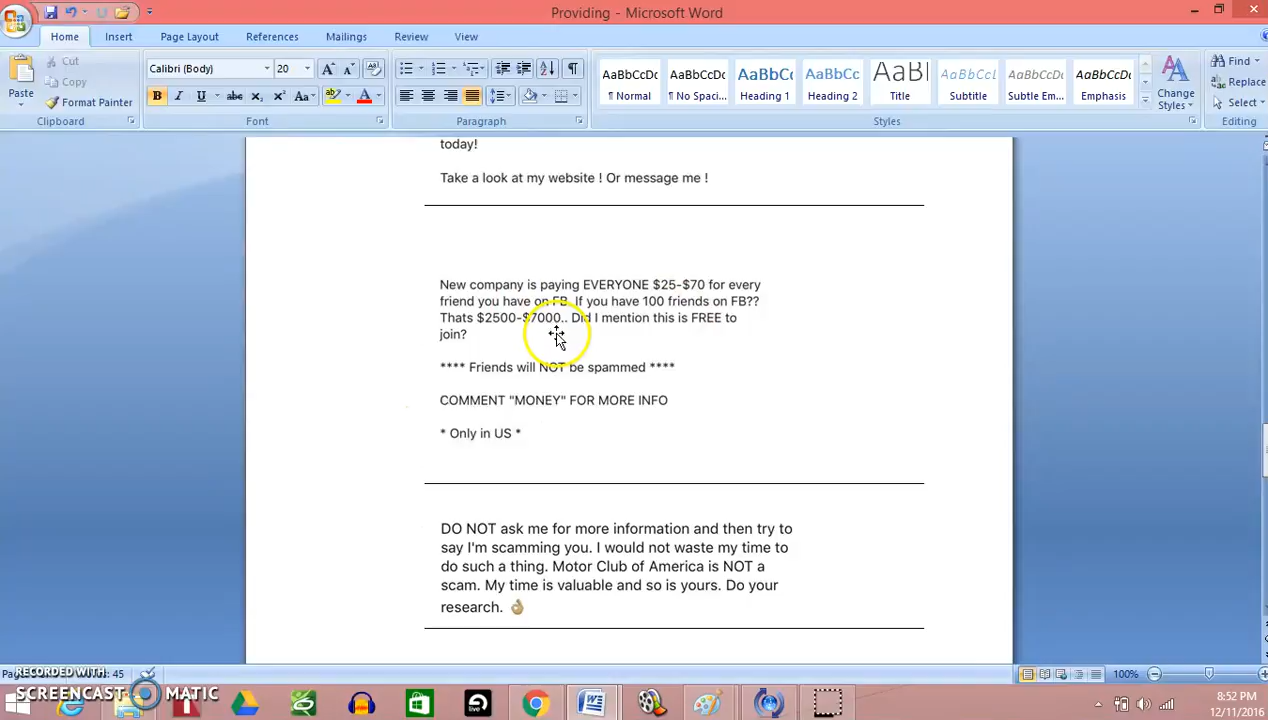 Providing - Microsoft Word
Home Insert Page Layout References Mailings Review View
Paste
Cut
Copy
Format Painter
Clipboard
Calibri (Body) 20
Font
Paragraph
AaBbCcDc AaBbCcDc AaBbCc AaBbCc AaBbCcDc AaBbCcDc
¶ Normal ¶ No Spaci... Heading 1 Heading 2 Title Subtitle Subtle Em... Emphasis
Change Styles
Styles
Find
Replace
Select
Editing
today!
Take a look at my website ! Or message me !
New company is paying EVERYONE $25-$70 for every
friend you have on FB. If you have 100 friends on FB??
Thats $2500-$7000.. Did I mention this is FREE to
join?
**** Friends will NOT be spammed ****
COMMENT "MONEY" FOR MORE INFO
* Only in US *
DO NOT ask me for more information and then try to
say I'm scamming you. I would not waste my time to
do such a thing. Motor Club of America is NOT a
scam. My time is valuable and so is yours. Do your
research. 👌
45
100%
RECORDED WITH
SCREENCAST MATIC
live
8:52 PM
12/11/2016